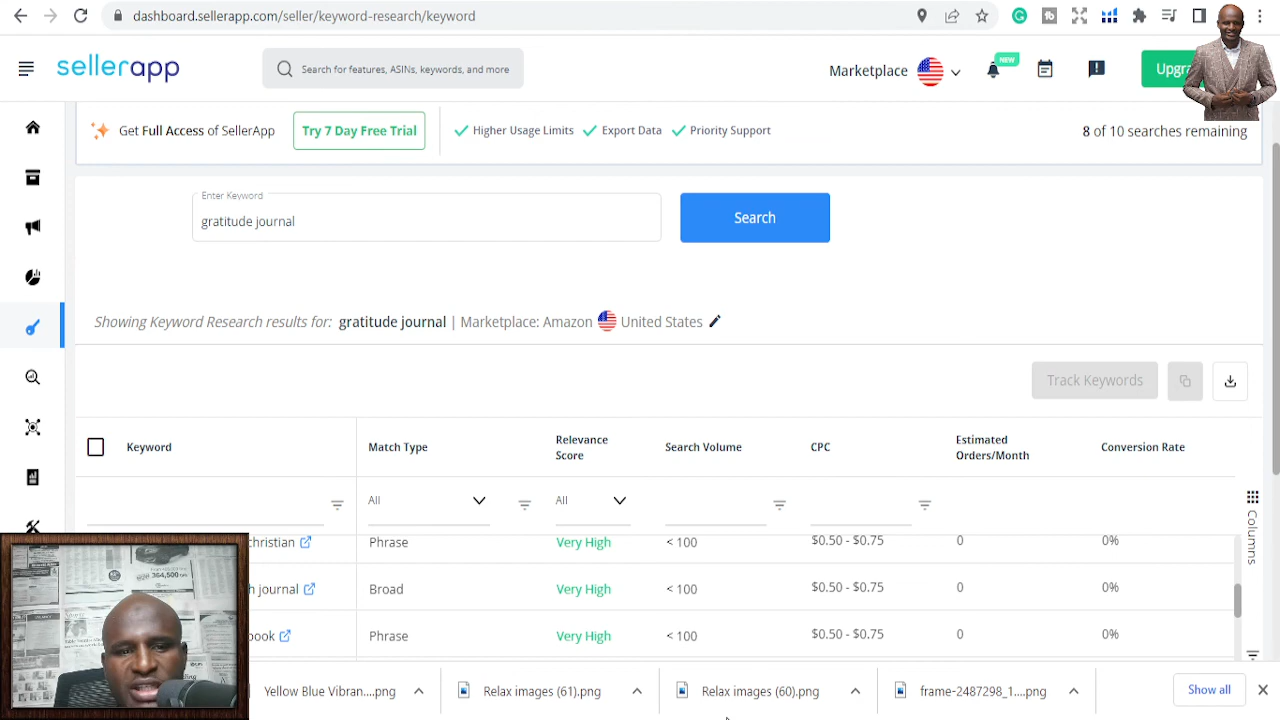 dashboard.sellerapp.com/seller/keyword-research/keyword
sellerapp
Search for features, ASINs, keywords, and more
Marketplace
NEW
Upgra
Get Full Access of SellerApp
Try 7 Day Free Trial
Higher Usage Limits
Export Data
Priority Support
8 of 10 searches remaining
Enter Keyword
gratitude journal
Search
Showing Keyword Research results for: gratitude journal | Marketplace: Amazon United States
Track Keywords
Keyword
Match Type
Relevance
Score
Search Volume
CPC
Estimated
Orders/Month
Conversion Rate
All
All
Columns
christian Phrase Very High < 100 $0.50 - $0.75 0 0%
h journal Broad Very High < 100 $0.50 - $0.75 0 0%
book Phrase Very High < 100 $0.50 - $0.75 0 0%
364,500
Yellow Blue Vibran....png
Relax images (61).png
Relax images (60).png
frame-2487298_1....png
Show all